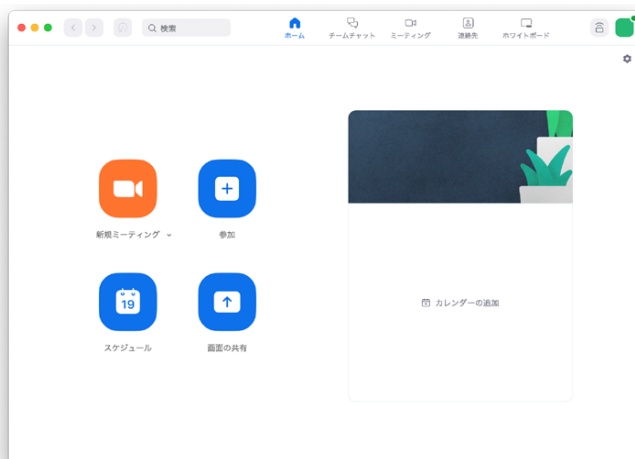 検索
ホーム
チームチャット
ミーティング
連絡先
ホワイトボード
新規ミーティング
参加
19
スケジュール
画面の共有
カレンダーの追加